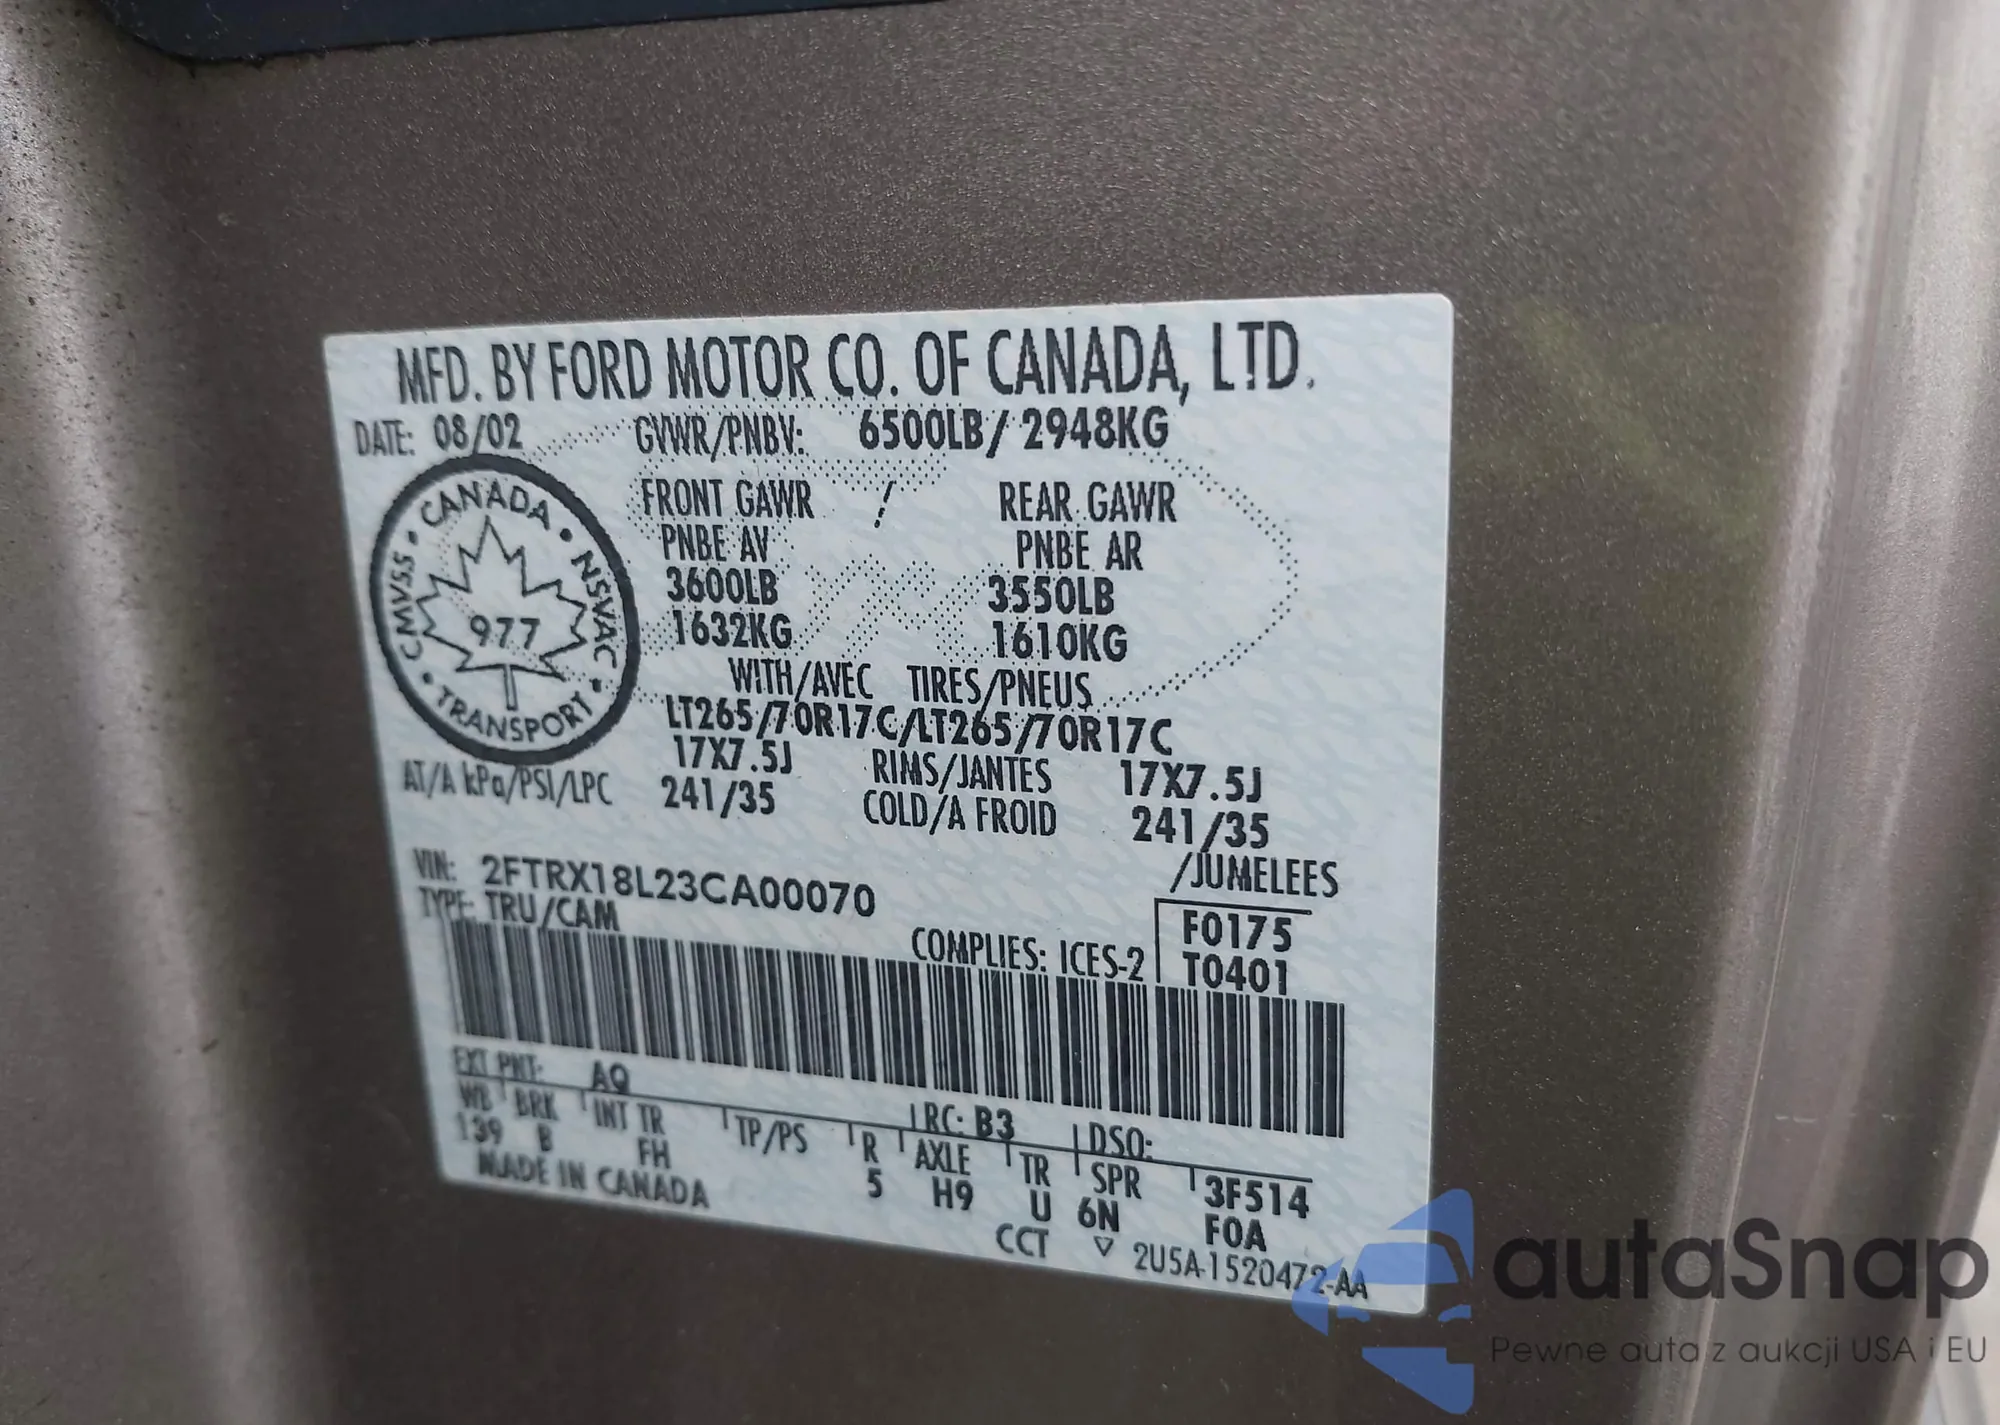 MFD. BY FORD MOTOR CO. OF CANADA, LTD.
DATE: 08/02 GVWR/PNBV: 6500LB/ 2948KG
FRONT GAWR / REAR GAWR
PNBE AV PNBE AR
3600LB 3550LB
1632KG 1610KG
WITH/AVEC TIRES/PNEUS
LT265/70R17C/LT265/70R17C
17X7.5J RIMS/JANTES 17X7.5J
AT/A kPa/PSI/LPC 241/35 COLD/A FROID 241/35
/JUMELEES
CANADA • NSVAC • TRANSPORT • CMVSS •
977
VIN: 2FTRX18L23CA00070
TYPE: TRU/CAM
COMPLIES: ICES-2
F0175
T0401
EXT PNT: AQ RC: B3 DSO:
WB BRK INT TR TP/PS R AXLE TR SPR 3F514
139 B FH 5 H9 U 6N F0A
MADE IN CANADA
CCT ▽ 2U5A-1520472-AA
autaSnap
Pewne auta z aukcji USA i EU